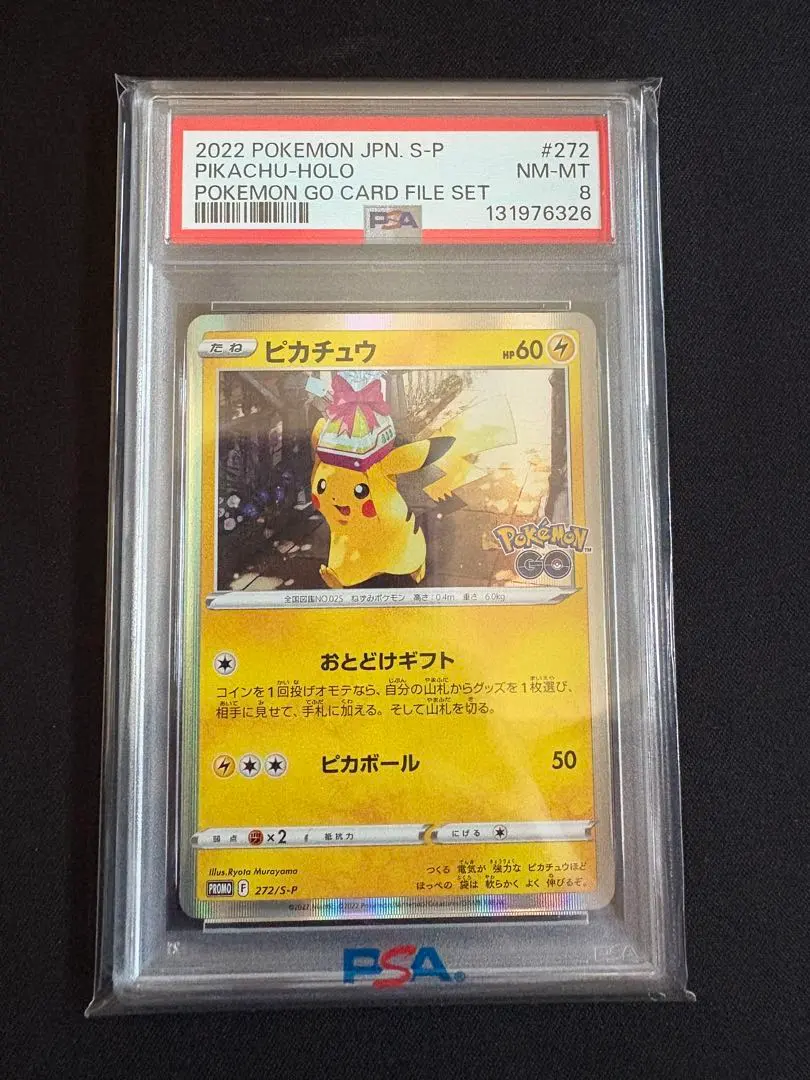 2022 POKEMON JPN. S-P #272
PIKACHU-HOLO NM-MT
POKEMON GO CARD FILE SET 8
131976326
PSA
たね ピカチュウ HP60
Pokémon
GO
全国図鑑NO.025 ねずみポケモン 高さ:0.4m 重さ:6.0kg
おとどけギフト
コインを1回投げオモテなら、自分の山札からグッズを1枚選び、
相手に見せて、手札に加える。そして山札を切る。
ピカボール 50
弱点 ×2 抵抗力 にげる
Illus.Ryota Murayama
つくる 電気が 強力な ピカチュウほど
ほっぺの 袋は 軟らかく よく 伸びるぞ。
PROMO F 272/S-P
PSA
PSA